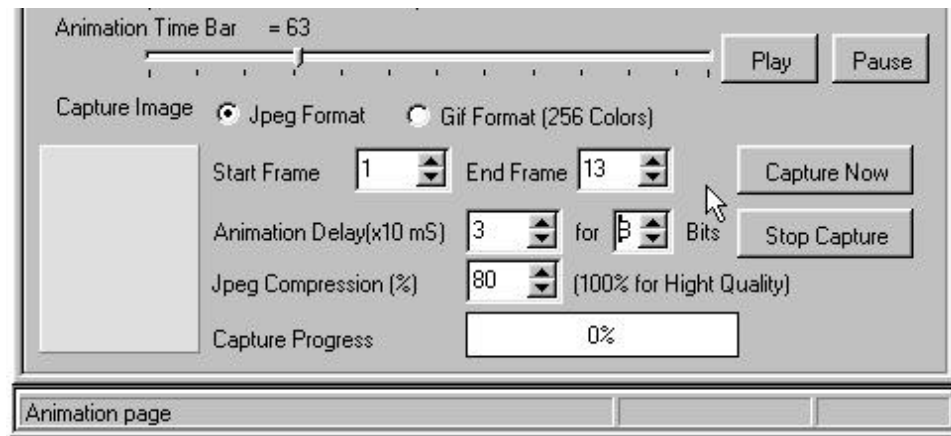 Animation Time Bar = 63
Play Pause
Capture Image Jpeg Format Gif Format (256 Colors)
Start Frame 1 End Frame 13 Capture Now
Animation Delay(x10 mS) 3 for Bits Stop Capture
Jpeg Compression (%) 80 (100% for Hight Quality)
Capture Progress 0%
Animation page